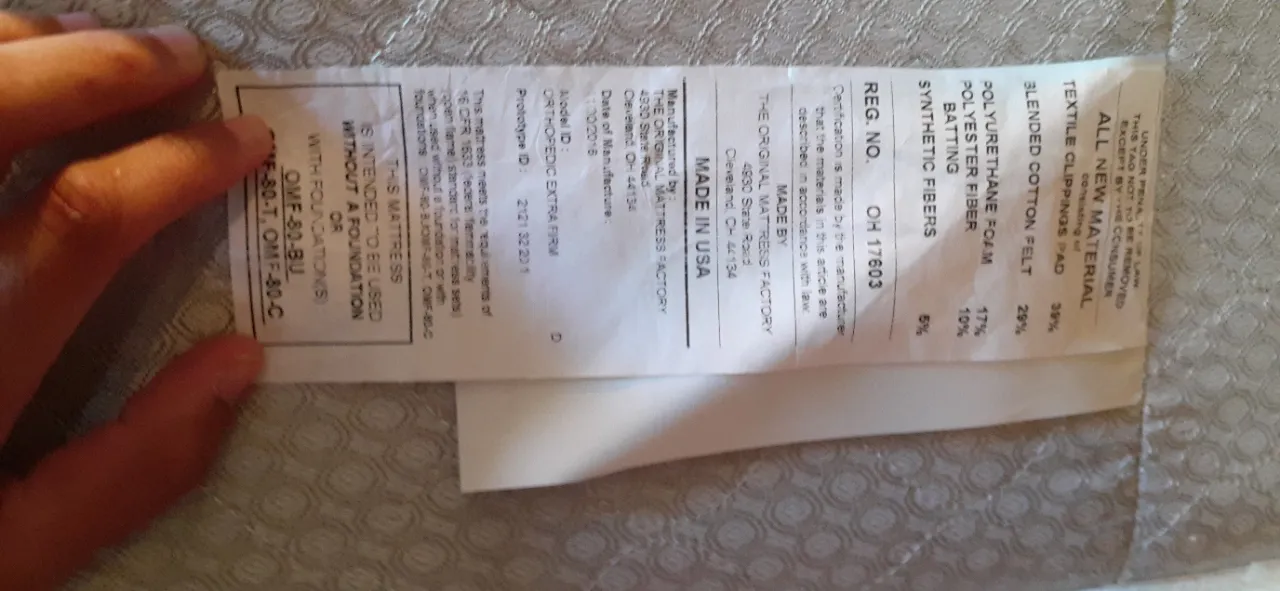 UNDER PENALTY OF LAW
THIS TAG NOT TO BE REMOVED
EXCEPT BY THE CONSUMER
ALL NEW MATERIAL
consisting of
TEXTILE CLIPPINGS PAD 39%
BLENDED COTTON FELT 29%
POLYURETHANE FOAM 17%
POLYESTER FIBER 10%
BATTING
SYNTHETIC FIBERS 5%
REG. NO. OH 17603
Certification is made by the manufacturer
that the materials in this article are
described in accordance with law.
MADE BY
THE ORIGINAL MATTRESS FACTORY
4930 State Road
Cleveland, OH 44134
MADE IN USA
Manufactured by:
THE ORIGINAL MATTRESS FACTORY
4930 State Road
Cleveland, OH 44134
Date of Manufacture:
Model ID :
ORTHOPEDIC EXTRA FIRM D
Prototype ID :
This mattress meets the requirements of
16 CFR 1633 (federal flammability
(open flame) standard for mattress sets)
when used without a foundation or with
foundations:
THIS MATTRESS
IS INTENDED TO BE USED
WITHOUT A FOUNDATION
OR
WITH FOUNDATION(S)
OMF-80-BU
OMF-80-T, OMF-80-C